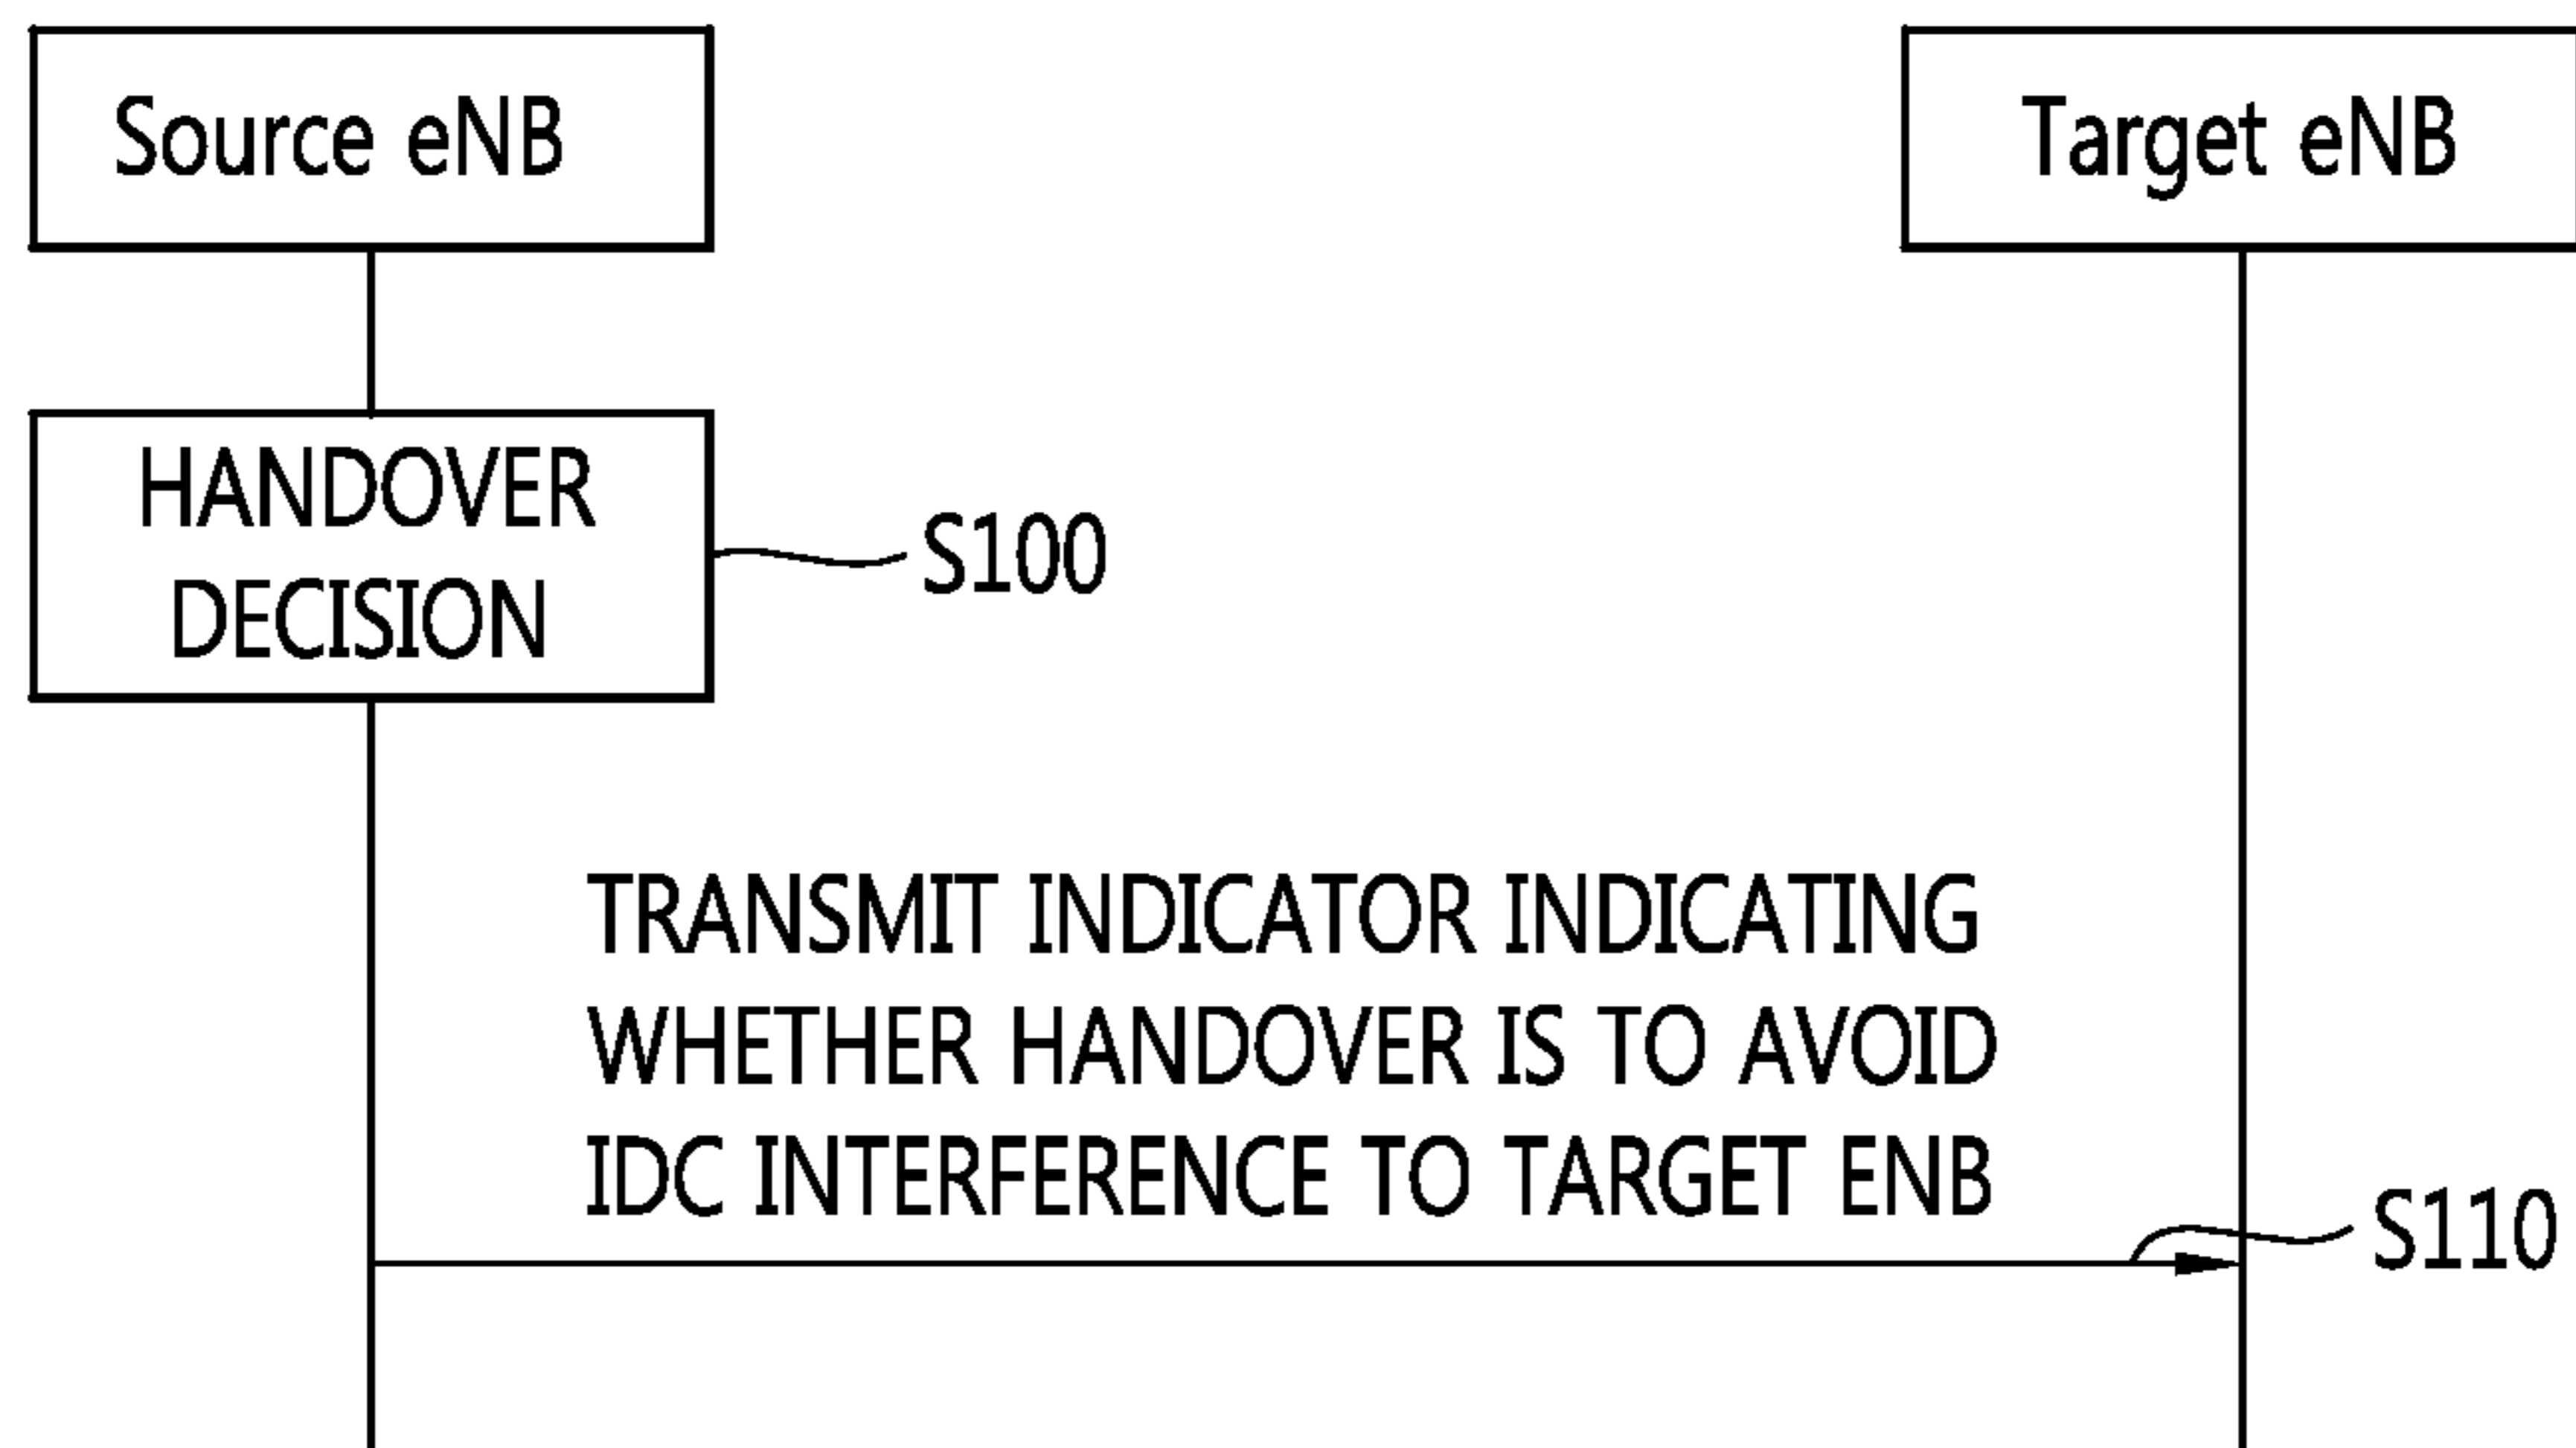 Source eNB
Target eNB
HANDOVER
DECISION
S100
TRANSMIT INDICATOR INDICATING
WHETHER HANDOVER IS TO AVOID
IDC INTERFERENCE TO TARGET ENB
S110